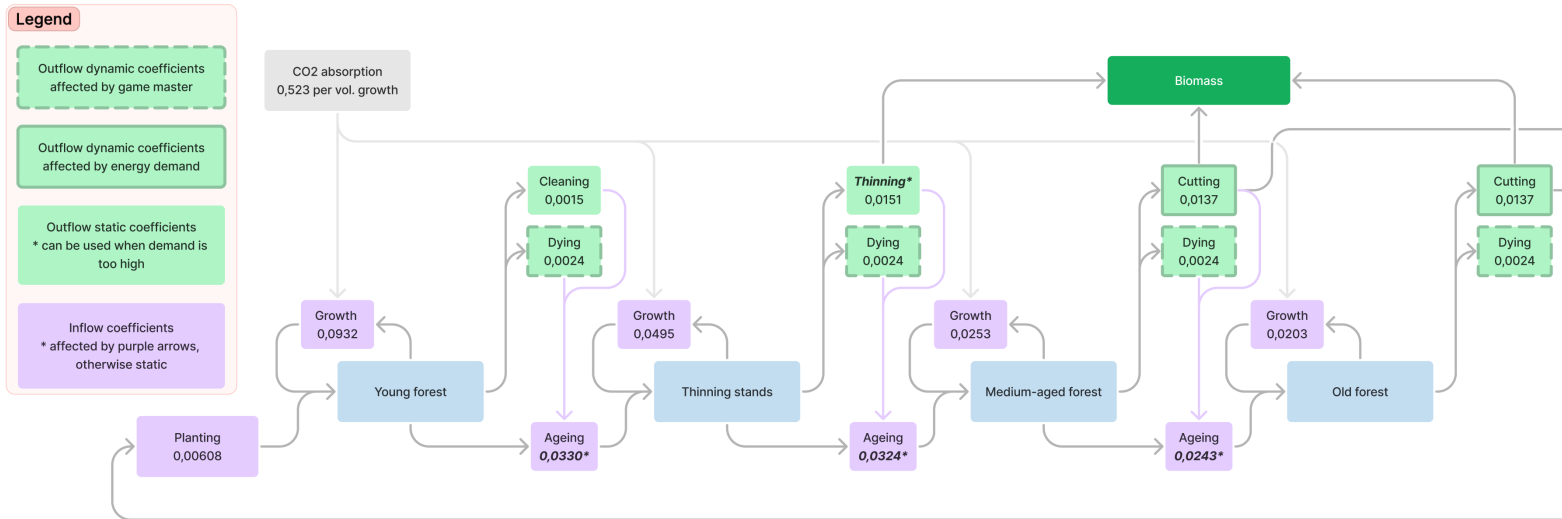 Legend
Outflow dynamic coefficients
affected by game master
Outflow dynamic coefficients
affected by energy demand
Outflow static coefficients
* can be used when demand is
too high
Inflow coefficients
* affected by purple arrows,
otherwise static
CO2 absorption
0,523 per vol. growth
Biomass
Cleaning
0,0015
Thinning*
0,0151
Cutting
0,0137
Cutting
0,0137
Dying
0,0024
Dying
0,0024
Dying
0,0024
Dying
0,0024
Growth
0,0932
Growth
0,0495
Growth
0,0253
Growth
0,0203
Young forest
Thinning stands
Medium-aged forest
Old forest
Planting
0,00608
Ageing
0,0330*
Ageing
0,0324*
Ageing
0,0243*